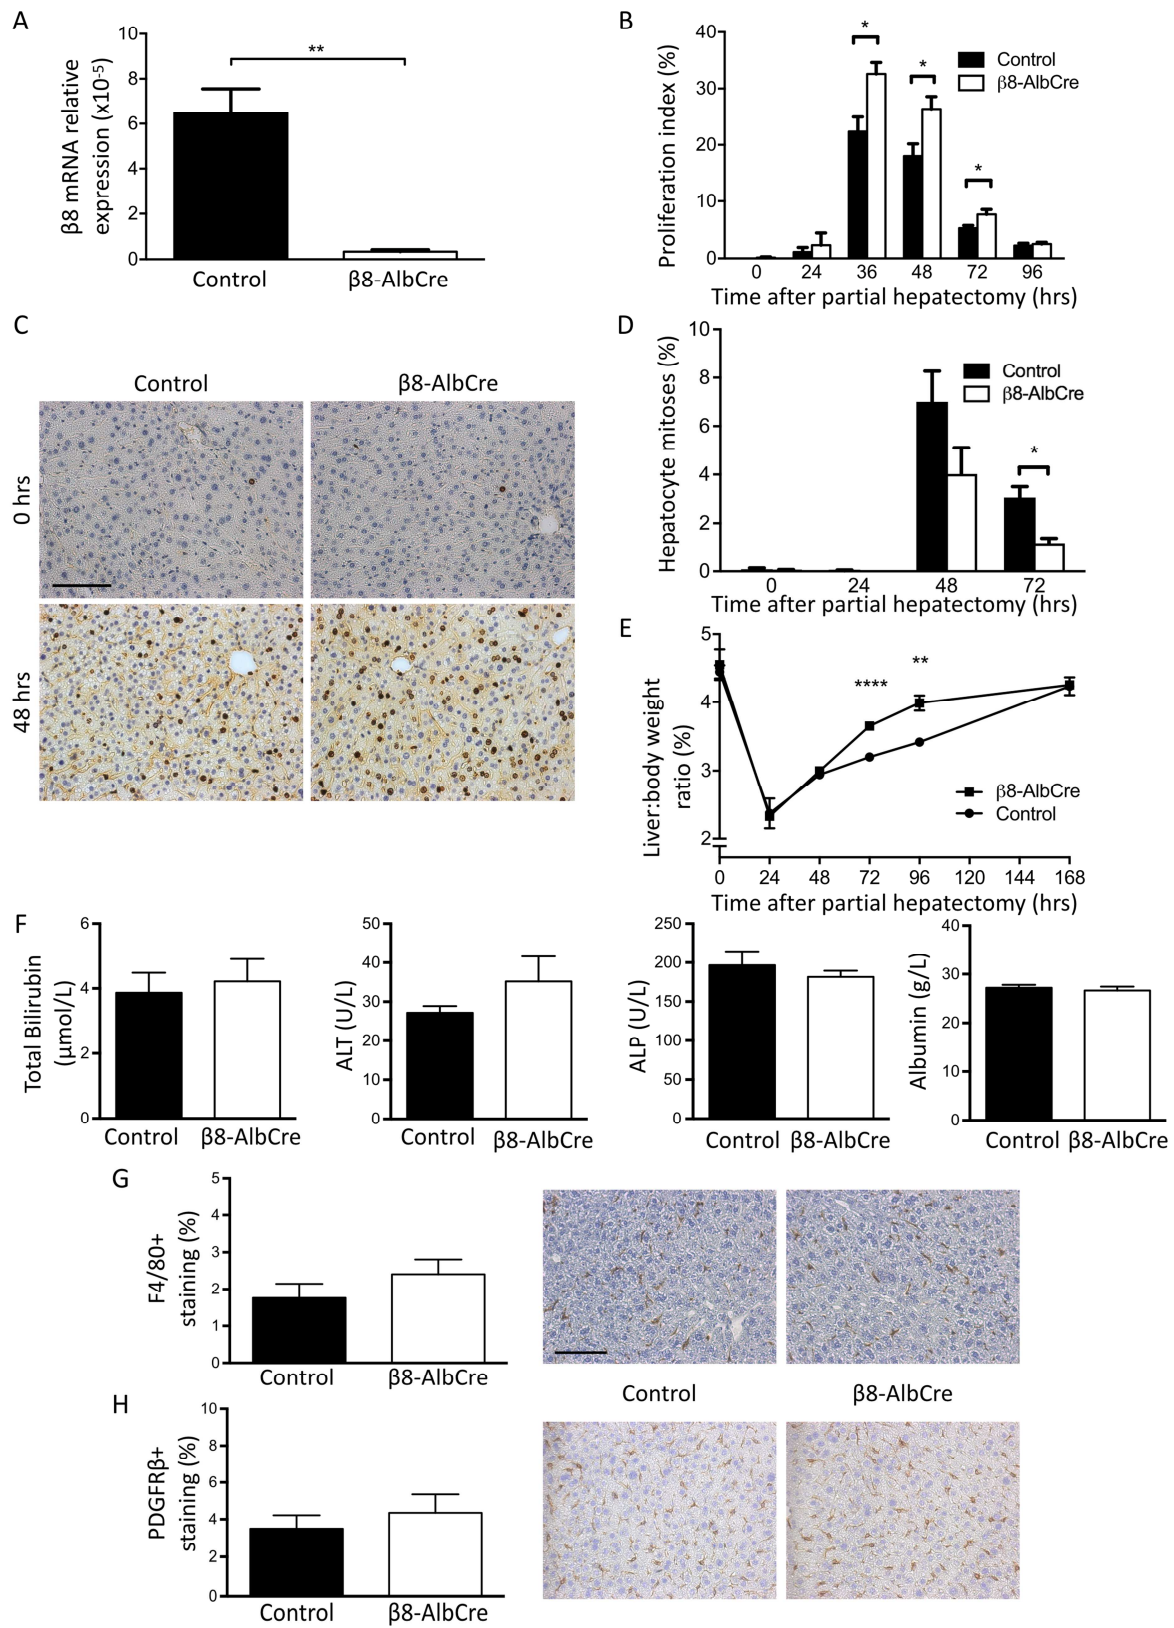 A
β8 mRNA relative
expression (x10-5)
10
8
6
4
2
0
**
Control
β8-AlbCre
B
Proliferation index (%)
40
30
20
10
0
*
*
*
Control
β8-AlbCre
0 24 36 48 72 96
Time after partial hepatectomy (hrs)
C
Control
β8-AlbCre
0 hrs
48 hrs
D
Hepatocyte mitoses (%)
10
8
6
4
2
0
Control
β8-AlbCre
*
0 24 48 72
Time after partial hepatectomy (hrs)
E
Liver:body weight
ratio (%)
5
4
3
2
****
**
β8-AlbCre
Control
0 24 48 72 96 120 144 168
Time after partial hepatectomy (hrs)
F
Total Bilirubin
(μmol/L)
6
4
2
0
Control
β8-AlbCre
ALT (U/L)
50
40
30
20
10
0
Control
β8-AlbCre
ALP (U/L)
250
200
150
100
50
0
Control
β8-AlbCre
Albumin (g/L)
40
30
20
10
0
Control
β8-AlbCre
G
F4/80+
staining (%)
5
4
3
2
1
0
Control
β8-AlbCre
Control
β8-AlbCre
H
PDGFRβ+
staining (%)
10
8
6
4
2
0
Control
β8-AlbCre